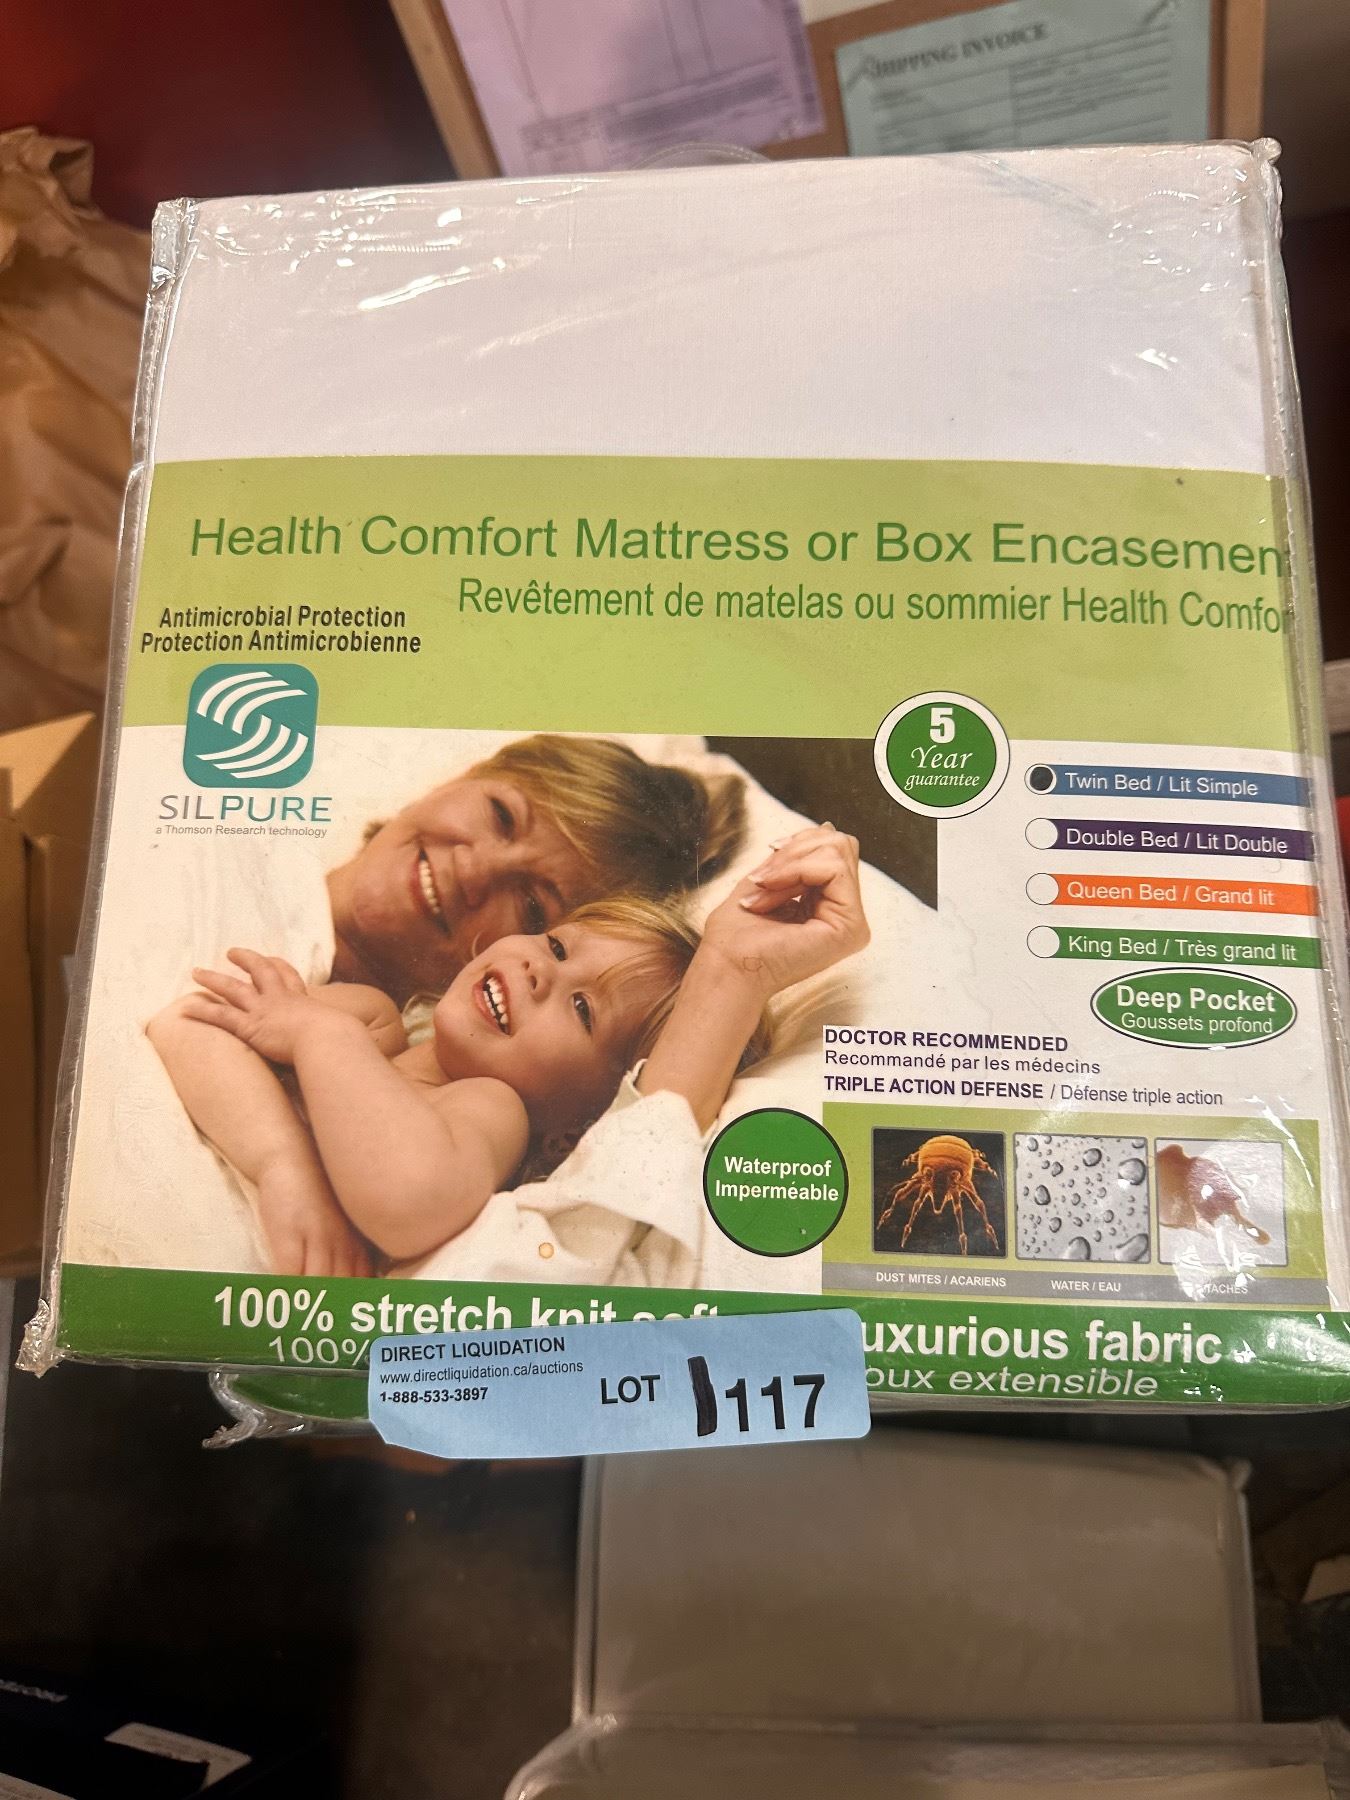 SHIPPING INVOICE
Health Comfort Mattress or Box Encasemen
Revêtement de matelas ou sommier Health Comfor
Antimicrobial Protection
Protection Antimicrobienne
SILPURE
a Thomson Research technology
5
Year
guarantee
Twin Bed / Lit Simple
Double Bed / Lit Double
Queen Bed / Grand lit
King Bed / Très grand lit
Deep Pocket
Goussets profond
DOCTOR RECOMMENDED
Recommandé par les médecins
TRIPLE ACTION DEFENSE / Défense triple action
Waterproof
Imperméable
DUST MITES / ACARIENS
WATER / EAU
TACHES
100% stretch knit soft uxurious fabric
100% oux extensible
DIRECT LIQUIDATION
www.directliquidation.ca/auctions
1-888-533-3897
LOT 117